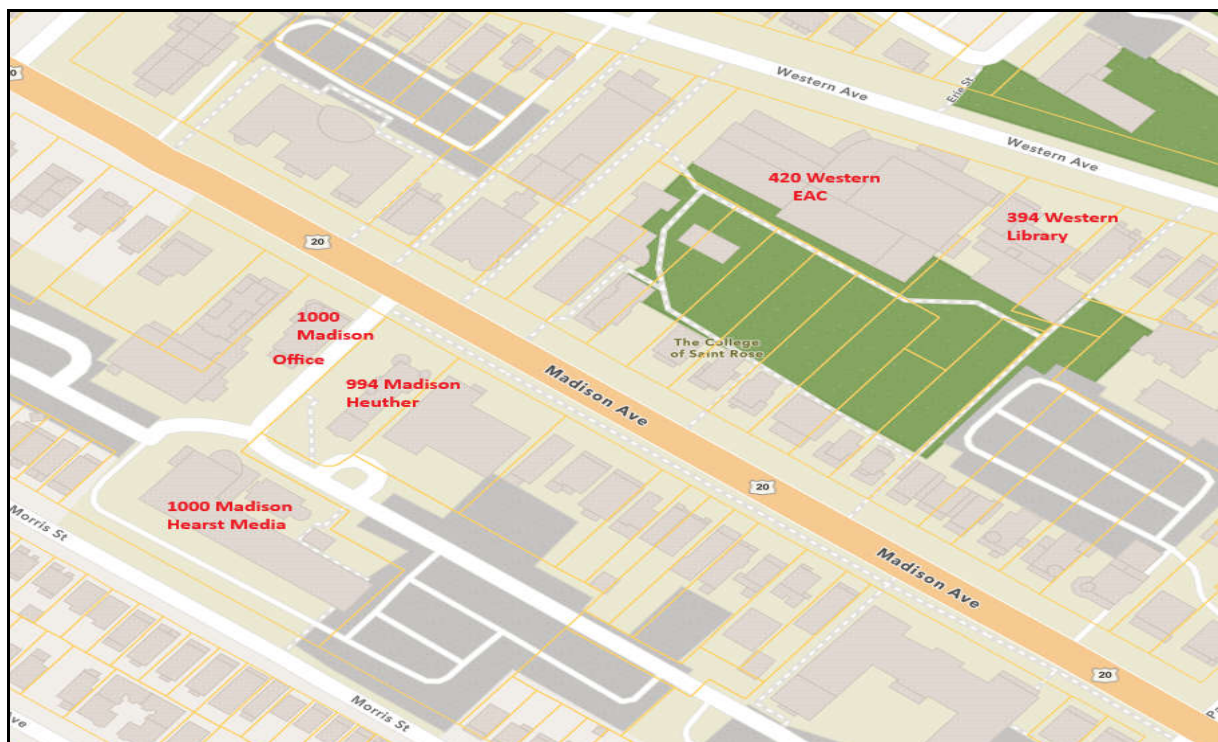 20
Western Ave
Erie St
Western Ave
420 Western
EAC
394 Western
Library
20
1000
Madison
Office
The College
of Saint Rose
994 Madison
Heuther
Madison Ave
20
1000 Madison
Hearst Media
Morris St
Madison Ave
20
Morris St